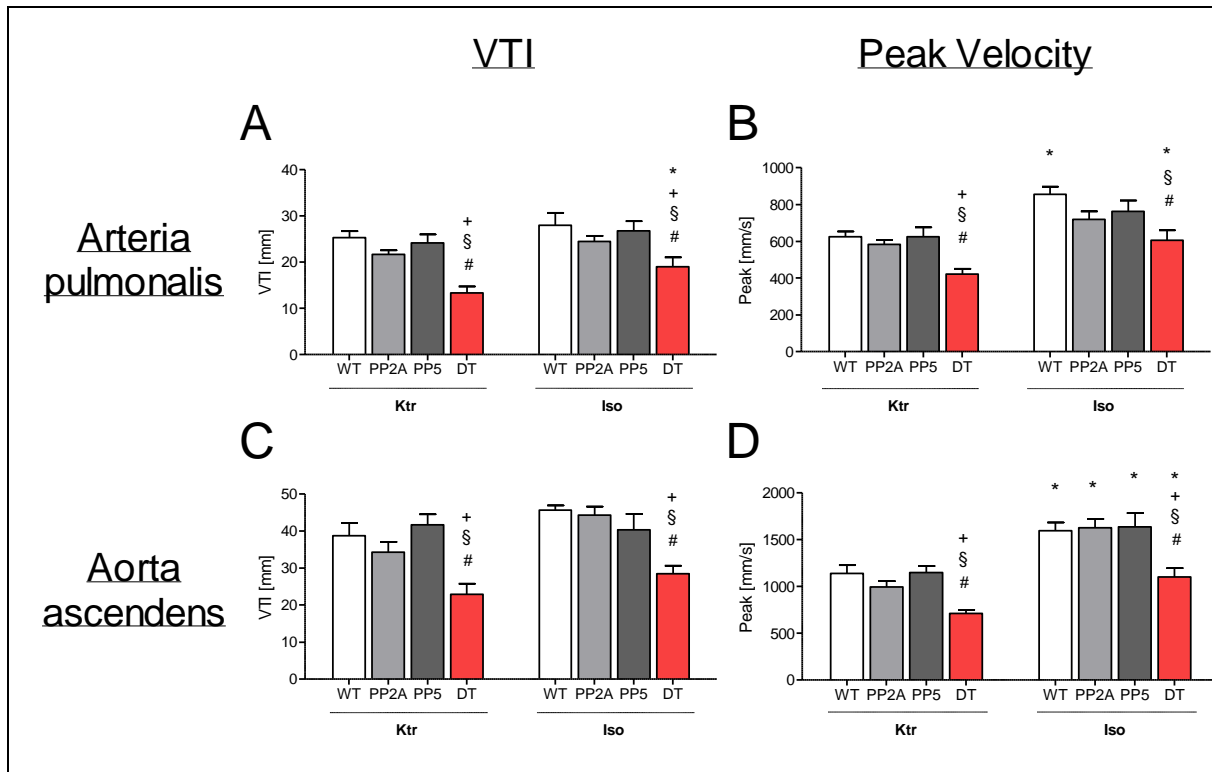 VTI
Peak Velocity
Arteria
pulmonalis
A
VTI [mm]
40
30
20
10
0
+
§
#
*
+
§
#
WT PP2A PP5 DT
WT PP2A PP5 DT
Ktr
Iso
B
Peak [mm/s]
1000
800
600
400
200
0
+
§
#
*
*
§
#
WT PP2A PP5 DT
WT PP2A PP5 DT
Ktr
Iso
Aorta
ascendens
C
VTI [mm]
50
40
30
20
10
0
+
§
#
+
§
#
WT PP2A PP5 DT
WT PP2A PP5 DT
Ktr
Iso
D
Peak [mm/s]
2000
1500
1000
500
0
+
§
#
* * * *
+
§
#
WT PP2A PP5 DT
WT PP2A PP5 DT
Ktr
Iso